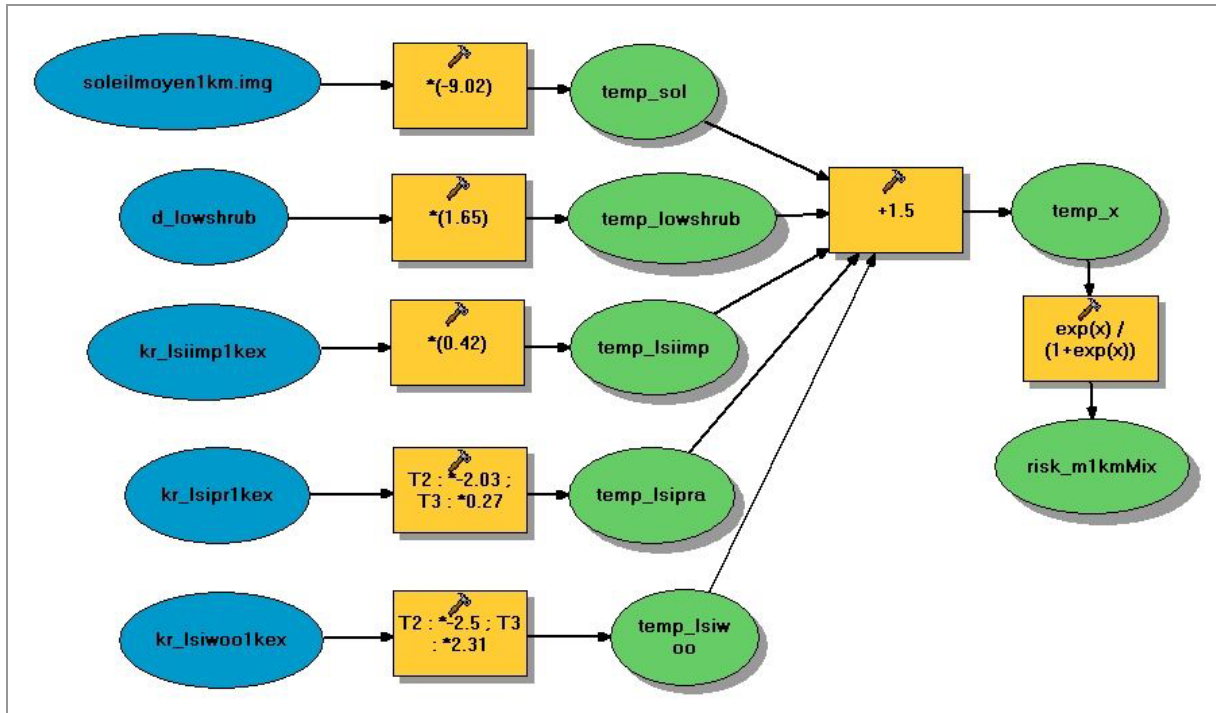 soleilmoyen1km.img
*(-9.02)
temp_sol
d_lowshrub
*(1.65)
temp_lowshrub
+1.5
temp_x
kr_lsiimp1kex
*(0.42)
temp_lsiimp
exp(x) /
(1+exp(x))
kr_lsipr1kex
T2 : *-2.03 ;
T3 : *0.27
temp_lsipra
risk_m1kmMix
kr_lsiwoo1kex
T2 : *-2.5 ; T3
: *2.31
temp_lsiw
oo